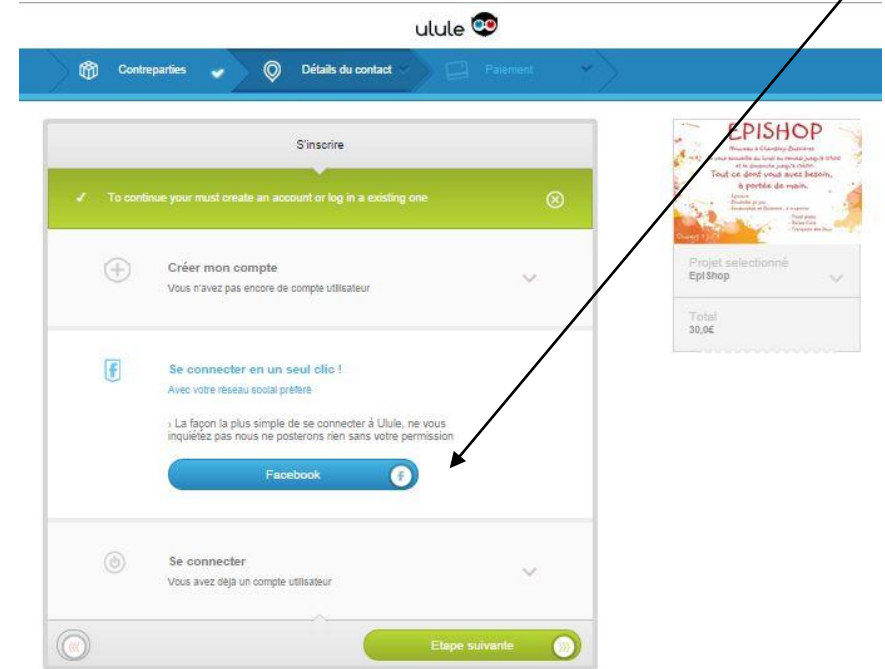 ulule
Contreparties
Détails du contact
Paiement
S'inscrire
To continue your must create an account or log in a existing one
Créer mon compte
Vous n'avez pas encore de compte utilisateur
Se connecter en un seul clic !
Avec votre réseau social préféré
› La façon la plus simple de se connecter à Ulule, ne vous
inquiétez pas nous ne posterons rien sans votre permission
Facebook
Se connecter
Vous avez déjà un compte utilisateur
Etape suivante
EPISHOP
Tout ce dont vous avez besoin,
à portée de main.
Projet selectionné
EpiShop
Total
30,0€